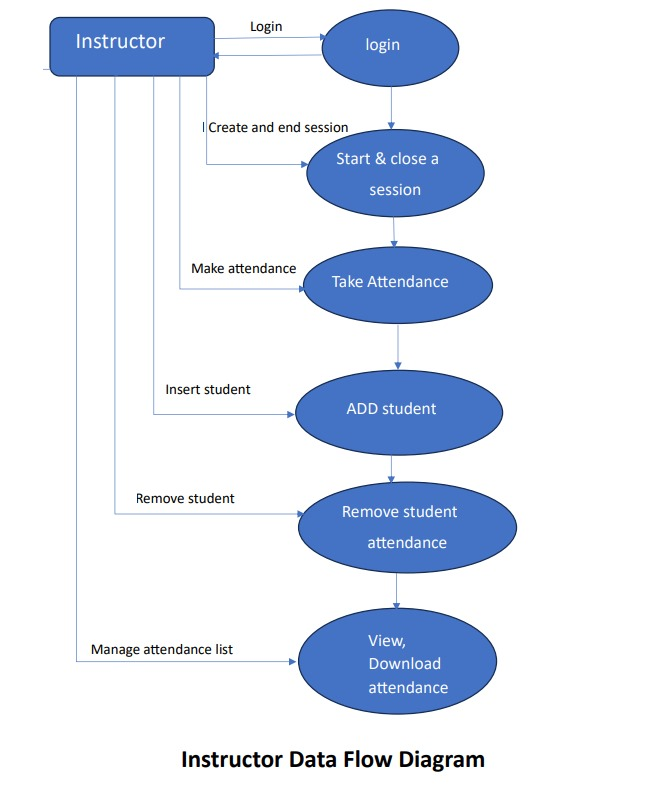 Instructor
Login
login
Create and end session
Start & close a
session
Make attendance
Take Attendance
Insert student
ADD student
Remove student
Remove student
attendance
Manage attendance list
View,
Download
attendance
Instructor Data Flow Diagram